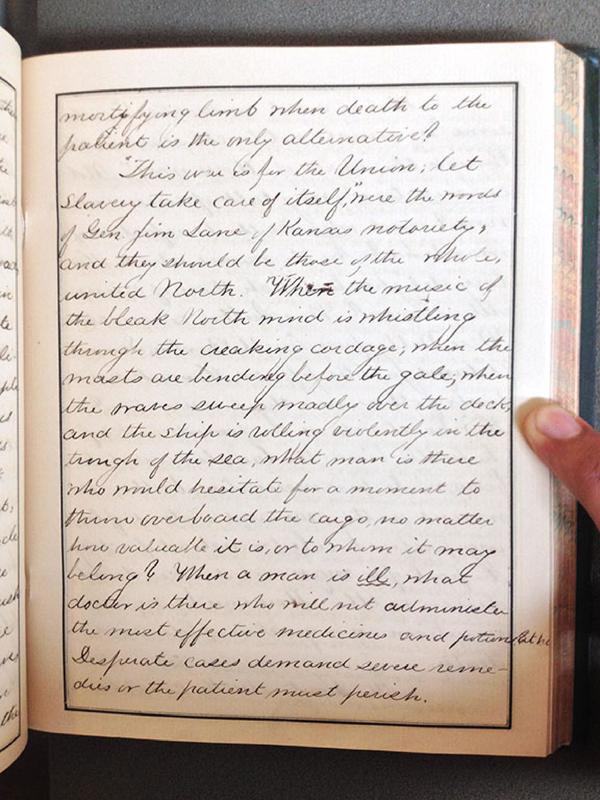 mortifying limb when death to the
patient is the only alternative?
"This war is for the Union; let
Slavery take care of itself," were the words
of Gen Jim Lane of Kansas notoriety,
and they should be those of the whole,
united North. When the music of
the bleak North wind is whistling
through the creaking cordage; when the
masts are bending before the gale; when
the waves sweep madly over the deck,
and the ship is rolling violently in the
trough of the sea, what man is there
who would hesitate for a moment to
throw overboard the cargo, no matter
how valuable it is, or to whom it may
belong? When a man is ill, what
doctor is there who will not administer
the most effective medicines and potions
Desperate cases demand severe reme-
dies or the patient must perish.